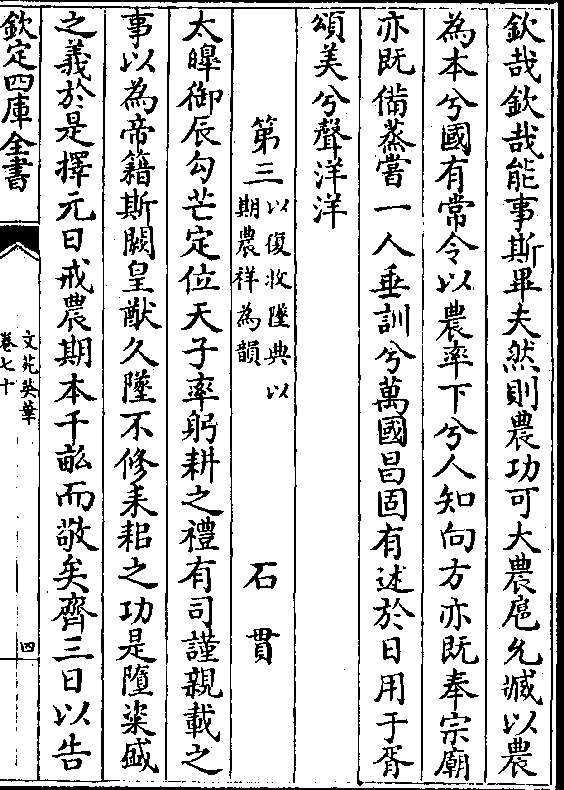 欽哉欽哉能事斯畢夫然則農功可大農扈允臧以農
為本兮國有常令以農率下兮人知向方亦既奉宗廟
亦既備蒸嘗一人垂訓兮萬國昌固有述於日用于胥
頌美兮聲洋洋
第三 以復收墜典以期農祥為韻 石貫
太皡御辰勾芒定位天子率躬耕之禮有司謹親載之
事以為帝籍斯闕皇猷久墜不修耒耜之功是墮粢盛
之義於是擇元日戒農期本千畝而敬矣齊三日以告
欽定四庫全書
文苑英華
卷七十
四